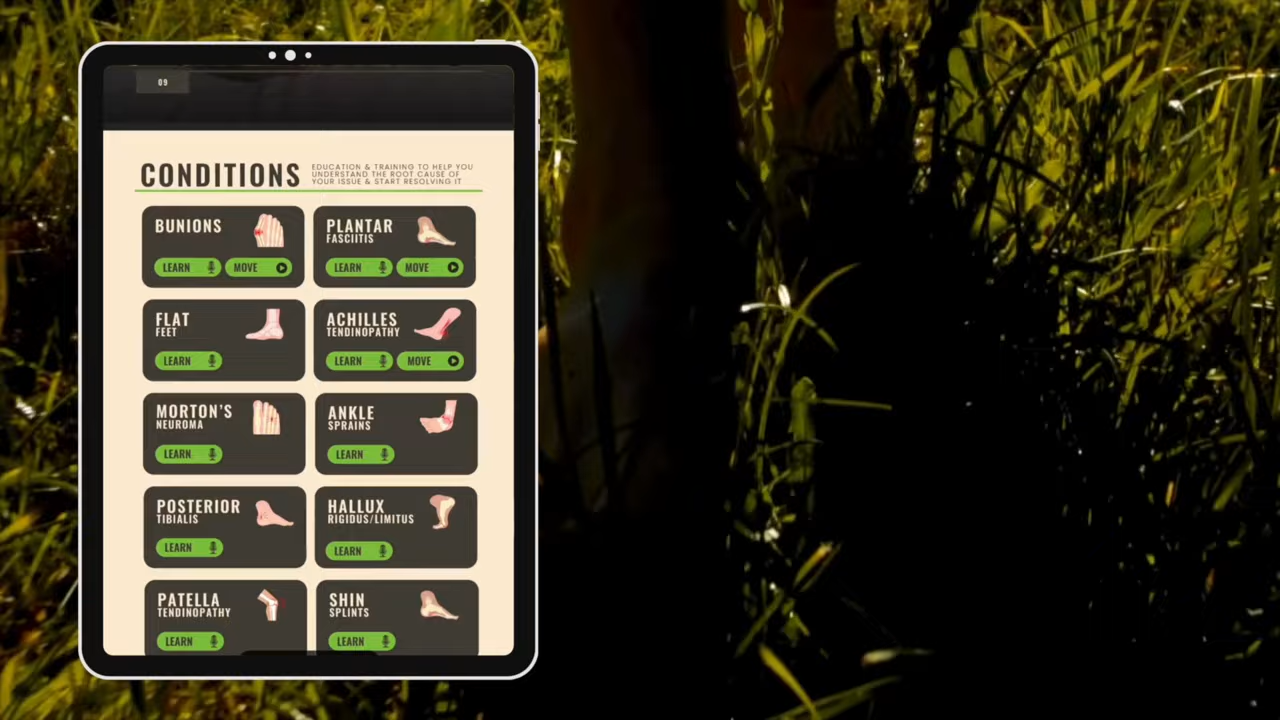 09
CONDITIONS
EDUCATION & TRAINING TO HELP YOU
UNDERSTAND THE ROOT CAUSE OF
YOUR ISSUE & START RESOLVING IT
BUNIONS
LEARN MOVE
PLANTAR
FASCIITIS
LEARN MOVE
FLAT
FEET
LEARN
ACHILLES
TENDINOPATHY
LEARN MOVE
MORTON'S
NEUROMA
LEARN
ANKLE
SPRAINS
LEARN
POSTERIOR
TIBIALIS
LEARN
HALLUX
RIGIDUS/LIMITUS
LEARN
PATELLA
TENDINOPATHY
LEARN
SHIN
SPLINTS
LEARN